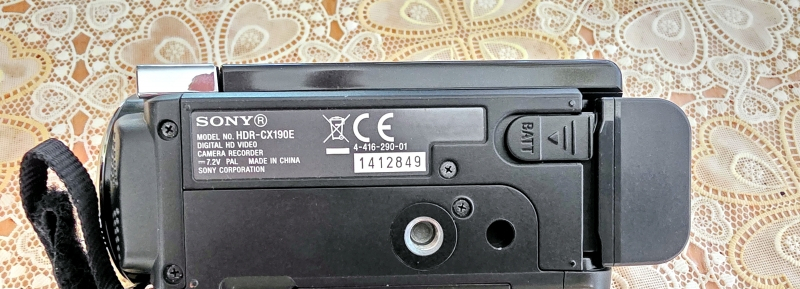 SONY®
MODEL NO. HDR-CX190E
DIGITAL HD VIDEO
CAMERA RECORDER
7.2V PAL MADE IN CHINA
SONY CORPORATION
CE
4-416-290-01
1412849
BATT